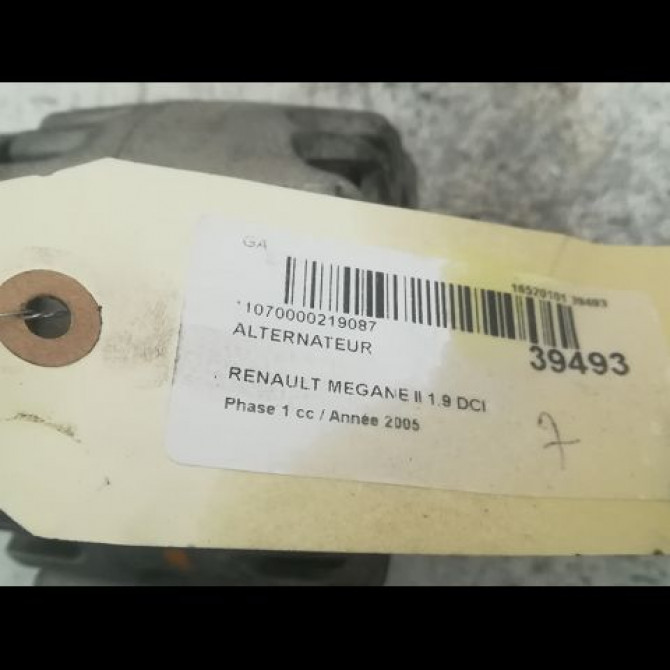 GA
16520101 39493
*1070000219087
39493
ALTERNATEUR
RENAULT MEGANE II 1.9 DCI
Phase 1 cc / Année 2005
7